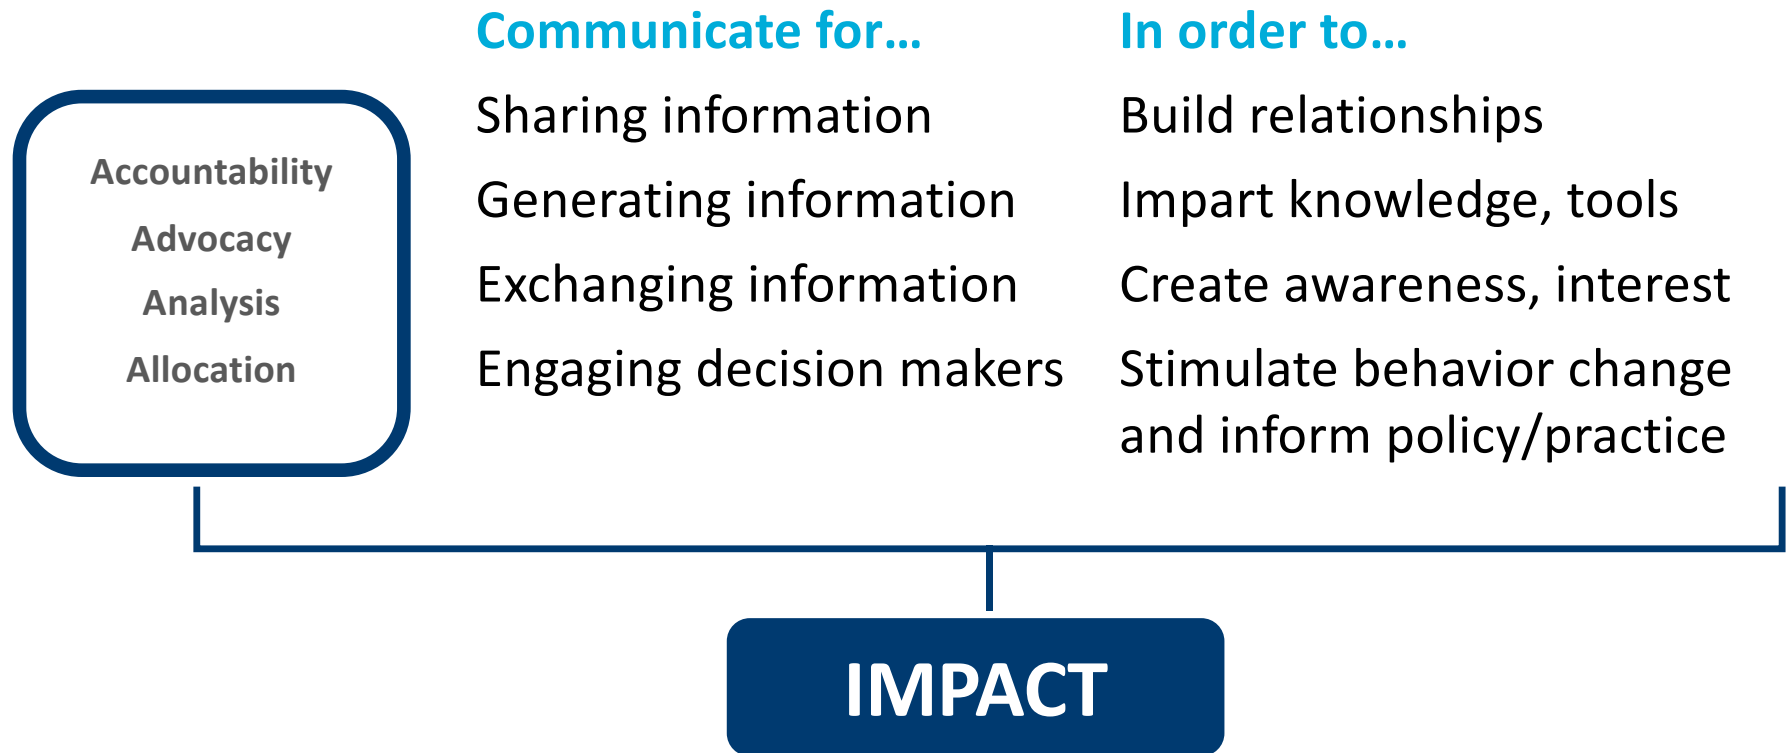 Communicate for…
In order to…
Accountability
Advocacy
Analysis
Allocation
Sharing information
Generating information
Exchanging information
Engaging decision makers
Build relationships
Impart knowledge, tools
Create awareness, interest
Stimulate behavior change
and inform policy/practice
IMPACT